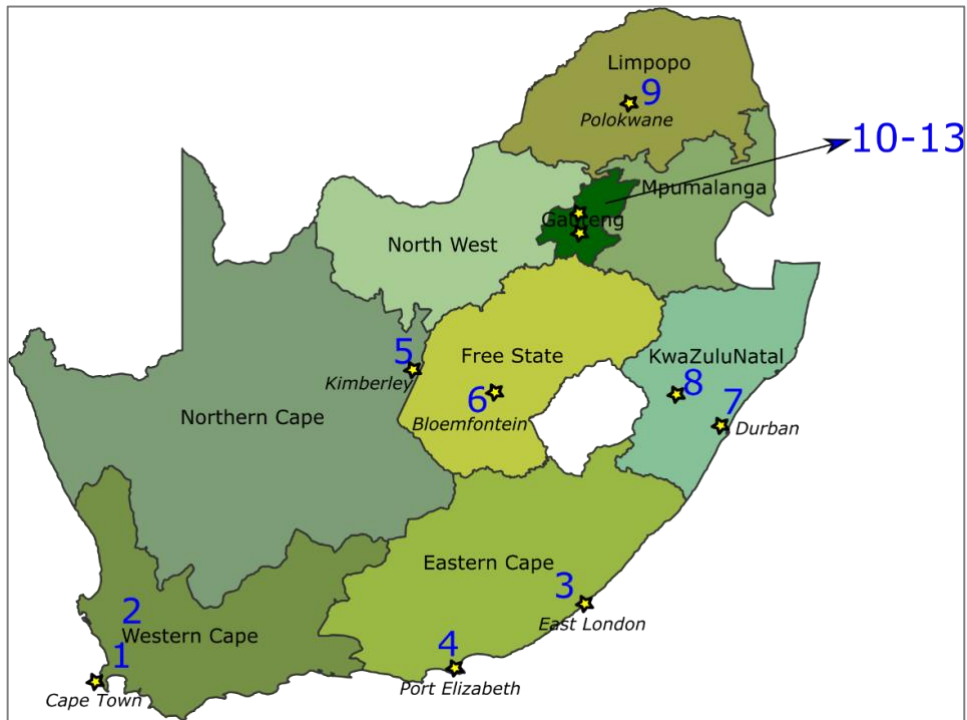 Limpopo
9
Polokwane
10-13
Mpumalanga
Gauteng
North West
5
Free State
KwaZuluNatal
Kimberley
6
8
7
Northern Cape
Bloemfontein
Durban
Eastern Cape
3
2
Western Cape
East London
1
4
Cape Town
Port Elizabeth